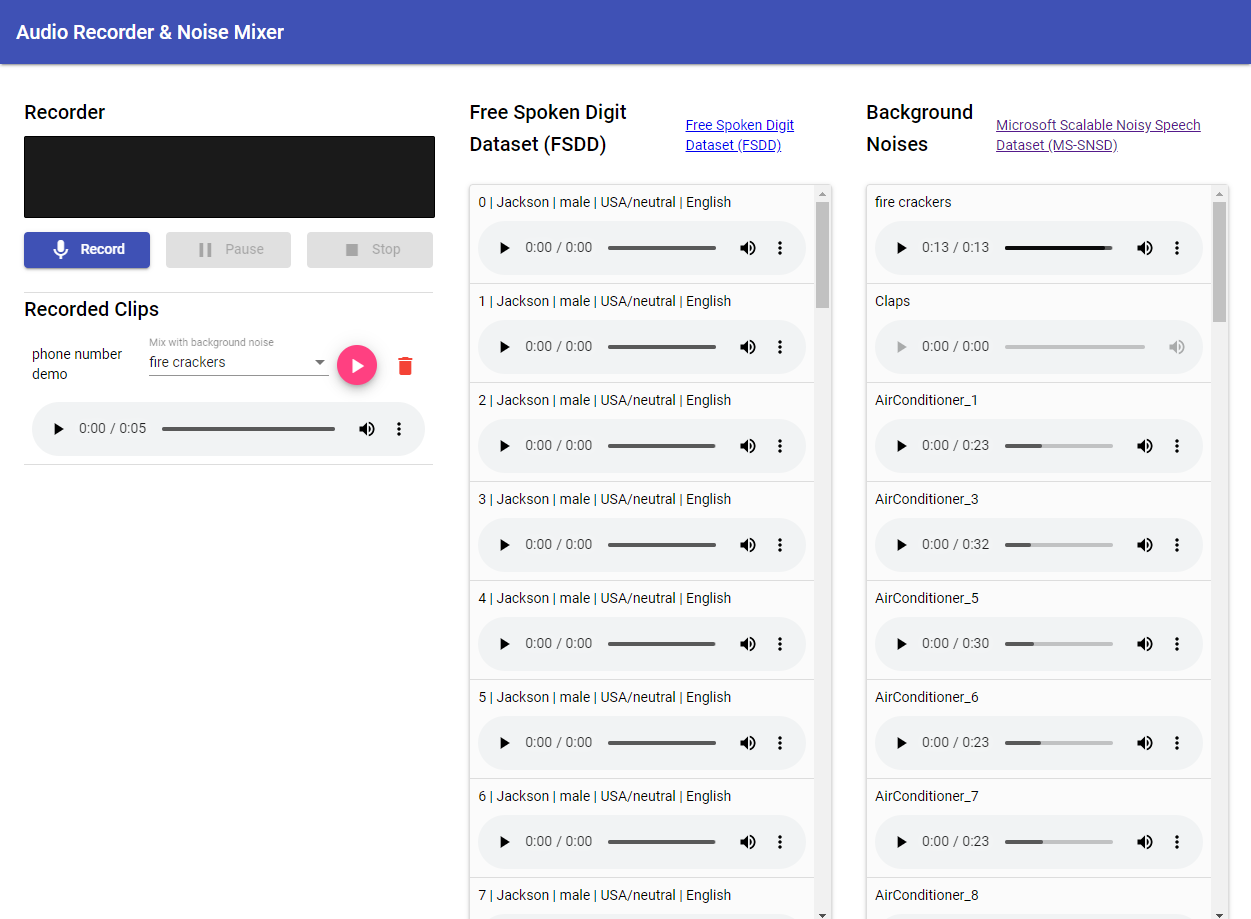 Audio Recorder & Noise Mixer
Recorder
Record
Pause
Stop
Recorded Clips
phone number
demo
Mix with background noise
fire crackers
0:00 / 0:05
Free Spoken Digit
Dataset (FSDD)
Free Spoken Digit
Dataset (FSDD)
0 | Jackson | male | USA/neutral | English
0:00 / 0:00
1 | Jackson | male | USA/neutral | English
0:00 / 0:00
2 | Jackson | male | USA/neutral | English
0:00 / 0:00
3 | Jackson | male | USA/neutral | English
0:00 / 0:00
4 | Jackson | male | USA/neutral | English
0:00 / 0:00
5 | Jackson | male | USA/neutral | English
0:00 / 0:00
6 | Jackson | male | USA/neutral | English
0:00 / 0:00
7 | Jackson | male | USA/neutral | English
Background
Noises
Microsoft Scalable Noisy Speech
Dataset (MS-SNSD)
fire crackers
0:13 / 0:13
Claps
0:00 / 0:00
AirConditioner_1
0:00 / 0:23
AirConditioner_3
0:00 / 0:32
AirConditioner_5
0:00 / 0:30
AirConditioner_6
0:00 / 0:23
AirConditioner_7
0:00 / 0:23
AirConditioner_8